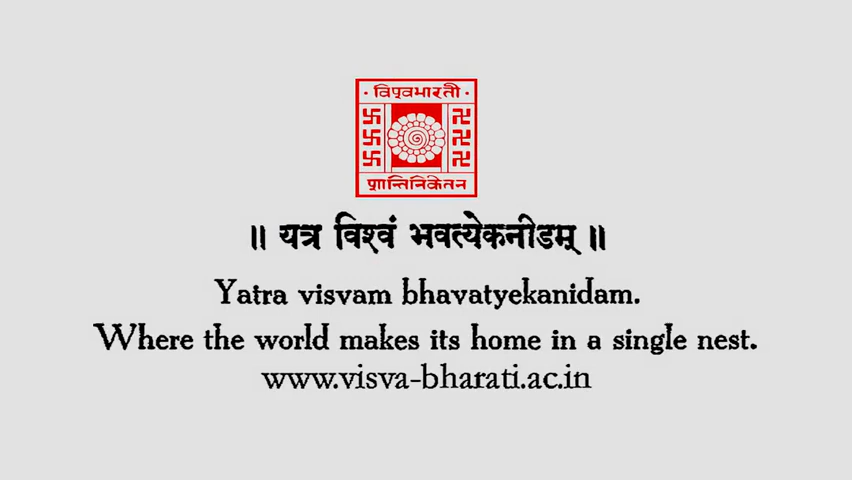 · विश्वभारती ·
शान्तिनिकेतन
॥ यत्र विश्वं भवत्येकनीडम् ॥
Yatra visvam bhavatyekanidam.
Where the world makes its home in a single nest.
www.visva-bharati.ac.in